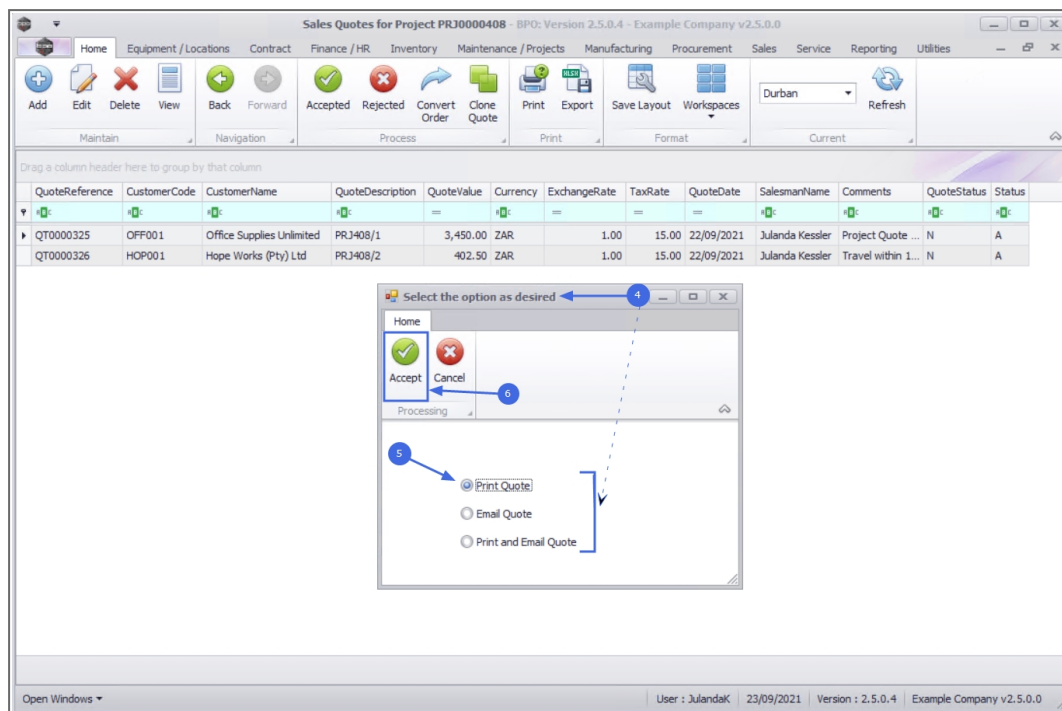 Sales Quotes for Project PRJ0000408 - BPO: Version 2.5.0.4 - Example Company v2.5.0.0
Home Equipment / Locations Contract Finance / HR Inventory Maintenance / Projects Manufacturing Procurement Sales Service Reporting Utilities
Add Edit Delete View Back Forward Accepted Rejected Convert Order Clone Quote Print Export Save Layout Workspaces Durban Refresh
Maintain Navigation Process Print Format Current
Drag a column header here to group by that column
QuoteReference CustomerCode CustomerName QuoteDescription QuoteValue Currency ExchangeRate TaxRate QuoteDate SalesmanName Comments QuoteStatus Status
QT0000325 OFF001 Office Supplies Unlimited PRJ408/1 3,450.00 ZAR 1.00 15.00 22/09/2021 Julanda Kessler Project Quote ... N A
QT0000326 HOP001 Hope Works (Pty) Ltd PRJ408/2 402.50 ZAR 1.00 15.00 22/09/2021 Julanda Kessler Travel within 1... N A
Select the option as desired 4
Home
Accept Cancel
6
Processing
5
Print Quote
Email Quote
Print and Email Quote
Open Windows User : JulandaK 23/09/2021 Version : 2.5.0.4 Example Company v2.5.0.0